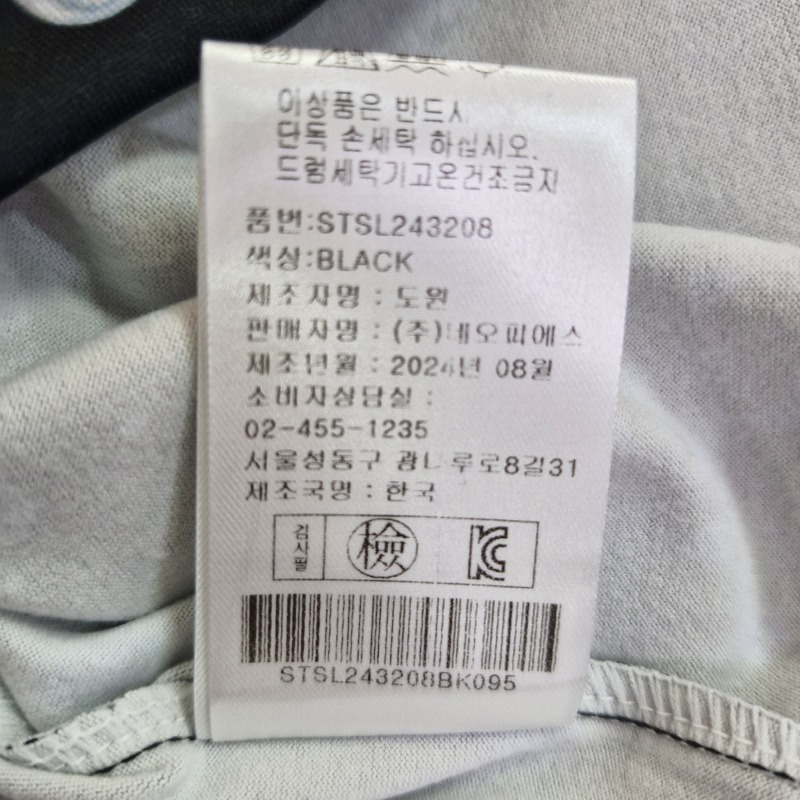 이상품은 반드시
단독 손세탁 하십시오.
드럼세탁기고온건조금지
품번:STSL243208
색상:BLACK
제조자명 : 도원
판매자명 : (주)네오피에스
제조년월 : 2024년 08월
소비자상담실 :
02-455-1235
서울성동구 광나루로8길31
제조국명 : 한국
검사필 檢 KC
STSL243208BK095